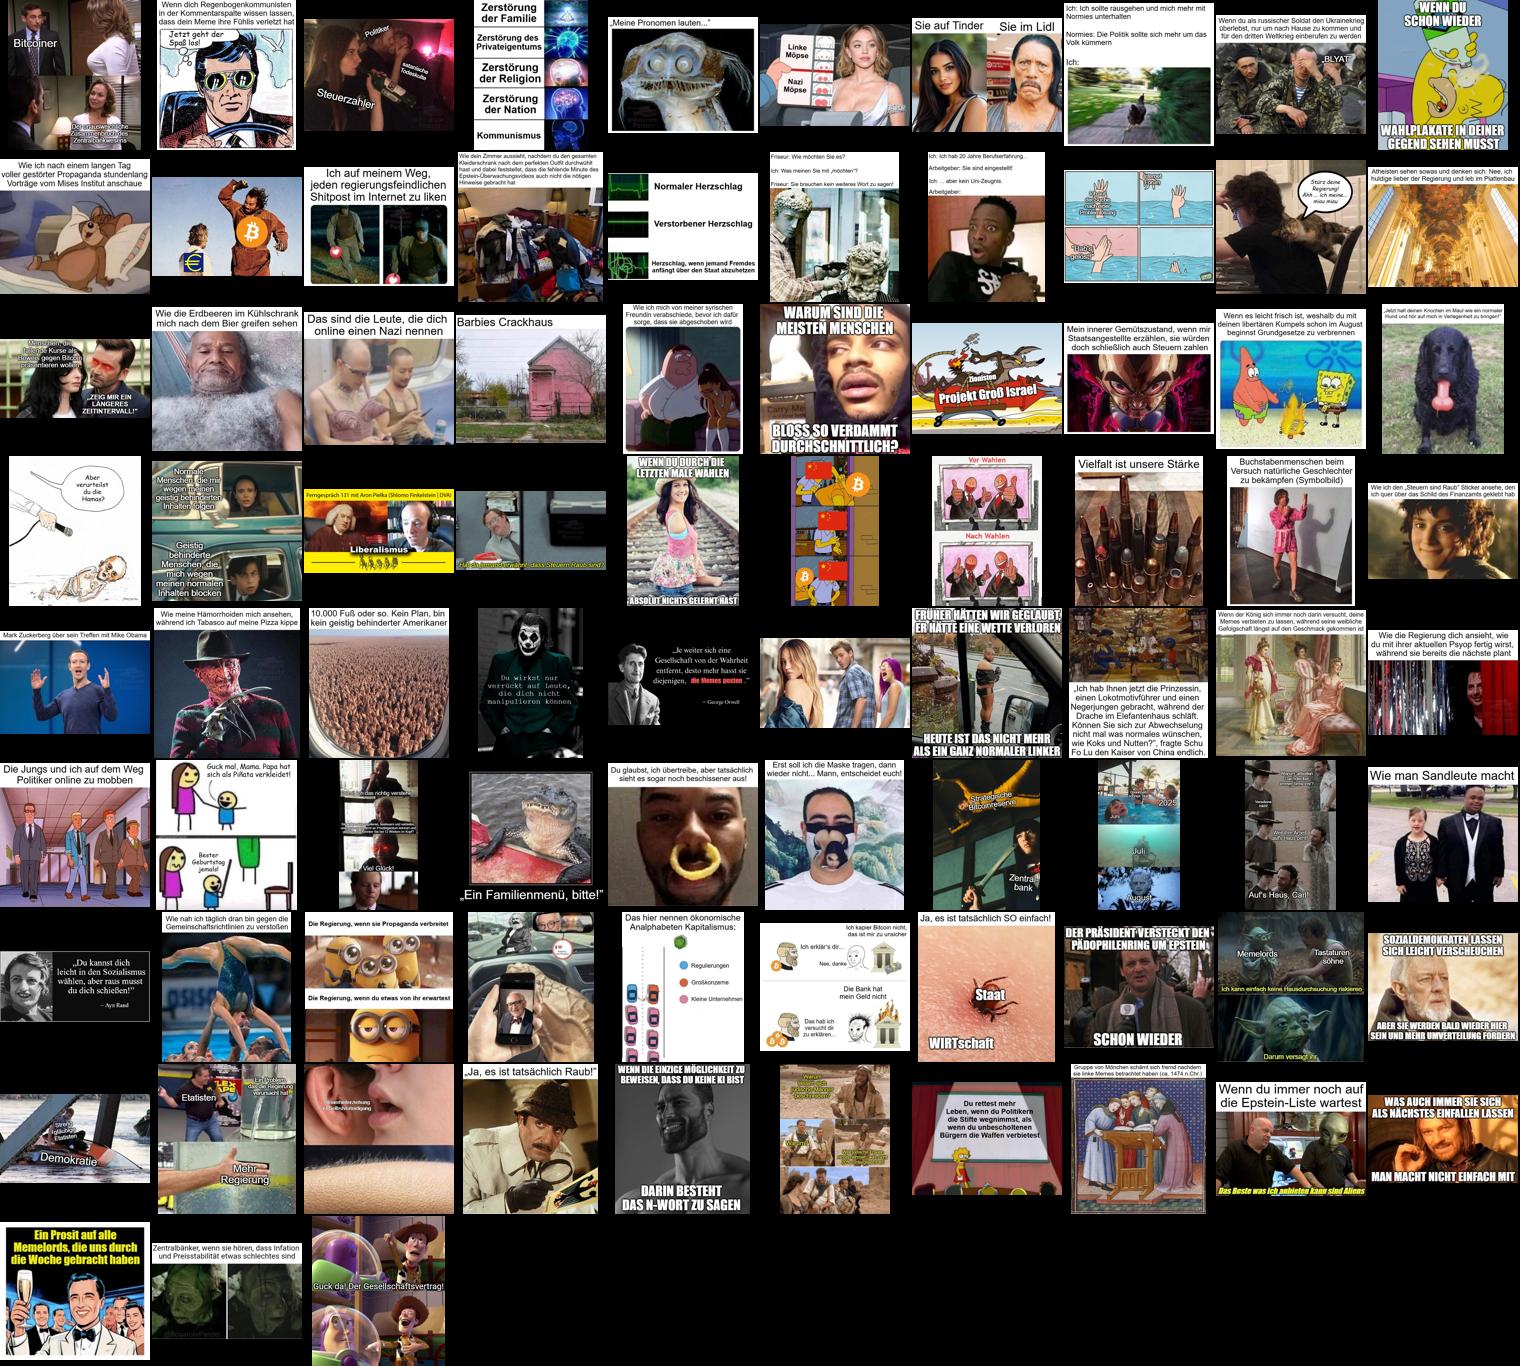 Bitcoiner
Der unausweichliche
Zusammenbruch des
Zentralbankwesens
Wenn dich Regenbogenkommunisten
in der Kommentarspalte wissen lassen,
dass dein Meme ihre Fühlis verletzt hat
Jetzt geht der
Spaß los!
Politiker
satanische
Todeskulte
Steuerzahler
Zerstörung
der Familie
Zerstörung des
Privateigentums
Zerstörung
der Religion
Zerstörung
der Nation
Kommunismus
„Meine Pronomen lauten...“
Linke
Möpse
Nazi
Möpse
Sie auf Tinder
Sie im Lidl
Ich: Ich sollte rausgehen und mich mehr mit
Normies unterhalten
Normies: Die Politik sollte sich mehr um das
Volk kümmern
Ich:
Wenn du als russischer Soldat den Ukrainekrieg
überlebst, nur um nach Hause zu kommen und
für den dritten Weltkrieg einberufen zu werden
„BLYAT“
WENN DU
SCHON WIEDER
WAHLPLAKATE IN DEINER
GEGEND SEHEN MUSST
Wie ich nach einem langen Tag
voller gestörter Propaganda stundenlang
Vorträge vom Mises Institut anschaue
Ich auf meinem Weg,
jeden regierungsfeindlichen
Shitpost im Internet zu liken
Wie dein Zimmer aussieht, nachdem du den gesamten
Kleiderschrank nach dem perfekten Outfit durchwühlt
hast und dabei feststellst, dass die fehlende Minute des
Epstein-Überwachungsvideos auch nicht die nötigen
Hinweise gebracht hat
Normaler Herzschlag
Verstorbener Herzschlag
Herzschlag, wenn jemand Fremdes
anfängt über den Staat abzuhetzen
Friseur: Wie möchten Sie es?
Ich: Was meinen Sie mit „möchten“?
Friseur: Sie brauchen kein weiteres Wort zu sagen!
Ich: Ich hab 20 Jahre Berufserfahrung...
Arbeitgeber: Sie sind eingestellt!
Ich: ... aber kein Uni-Zeugnis.
Arbeitgeber:
Stürz deine
Regierung!
Ähh ... ich meine...
miau miau
Atheisten sehen sowas und denken sich: Nee, ich
huldige lieber der Regierung und leb im Plattenbau
Menschen, die
fallende Kurse als
Beweis gegen Bitcoin
präsentieren wollen
„ZEIG MIR EIN
LÄNGERES
ZEITINTERVALL!“
Wie die Erdbeeren im Kühlschrank
mich nach dem Bier greifen sehen
Das sind die Leute, die dich
online einen Nazi nennen
Barbies Crackhaus
Wie ich mich von meiner syrischen
Freundin verabschiede, bevor ich dafür
sorge, dass sie abgeschoben wird
WARUM SIND DIE
MEISTEN MENSCHEN
BLOSS SO VERDAMMT
DURCHSCHNITTLICH?
Zionisten
Projekt Groß Israel
Mein innerer Gemütszustand, wenn mir
Staatsangestellte erzählen, sie würden
doch schließlich auch Steuern zahlen
Wenn es leicht frisst ist, weshalb du mit
deinen libertären Kumpels schon im August
beginnst Grundgesetze zu verbrennen
„Jetzt halt deinen Knochen im Maul wie ein normaler
Hund und hör auf mich in Verlegenheit zu bringen!“
Aber
verurteilst
du die
Hamas?
Normale
Menschen, die mir
wegen meinen
geistig behinderten
Inhalten folgen
Geistig
behinderte
Menschen, die
mich wegen
meinen normalen
Inhalten blocken
Ferngespräch 131 mit Aron Pielka (Shlomo Finkelstein | DVA)
Liberalismus
Hat da jemand erwähnt, dass Steuern Raub sind?
WENN DU DURCH DIE
LETZTEN MALE WÄHLEN
ABSOLUT NICHTS GELERNT HAST
Vor Wahlen
Nach Wahlen
Vielfalt ist unsere Stärke
Buchstabenmenschen beim
Versuch natürliche Geschlechter
zu bekämpfen (Symbolbild)
Wie ich den „Steuern sind Raub“ Sticker ansehe, den
ich quer über das Schild des Finanzamts geklebt hab
Mark Zuckerberg über sein Treffen mit Mike Obama
Wie meine Hämorrhoiden mich ansehen,
während ich Tabasco auf meine Pizza kippe
10.000 Fuß oder so. Kein Plan, bin
kein geistig behinderter Amerikaner
Du wirkst nur
verrückt auf Leute,
die dich nicht
manipulieren können
„Je weiter sich eine
Gesellschaft von der Wahrheit
entfernt, desto mehr hasst sie
diejenigen, die Memes posten.“
– George Orwell
FRÜHER HÄTTEN WIR GEGLAUBT,
ER HÄTTE EINE WETTE VERLOREN
HEUTE IST DAS NICHT MEHR
ALS EIN GANZ NORMALER LINKER
„Ich hab Ihnen jetzt die Prinzessin,
einen Lokotmotivführer und einen
Negerjungen gebracht, während der
Drache im Elefantenhaus schläft.
Können Sie sich zur Abwechselung
nicht mal was normales wünschen,
wie Koks und Nutten?“, fragte Schu
Fo Lu den Kaiser von China endlich.
Wenn der König sich immer noch darin versucht, deine
Memes verbieten zu lassen, während seine weibliche
Gefolgschaft längst auf den Geschmack gekommen ist
Wie die Regierung dich ansieht, wie
du mit ihrer aktuellen Psyop fertig wirst,
während sie bereits die nächste plant
Die Jungs und ich auf dem Weg
Politiker online zu mobben
Guck mal, Mama. Papa hat
sich als Piñata verkleidet!
Bester
Geburtstag
jemals!
Viel Glück!
„Ein Familienmenü, bitte!“
Du glaubst, ich übertreibe, aber tatsächlich
sieht es sogar noch beschissener aus!
Erst soll ich die Maske tragen, dann
wieder nicht... Mann, entscheidet euch!
Strategische
Bitcoinreserve
Zentral
bank
2025
Juni
Juli
August
Auf's Haus, Carl!
Wie man Sandleute macht
„Du kannst dich
leicht in den Sozialismus
wählen, aber raus musst
du dich schießen!“
– Ayn Rand
Wie nah ich täglich dran bin gegen die
Gemeinschaftsrichtlinien zu verstoßen
Die Regierung, wenn sie Propaganda verbreitet
Die Regierung, wenn du etwas von ihr erwartest
Das hier nennen ökonomische
Analphabeten Kapitalismus:
Regulierungen
Großkonzerne
Kleine Unternehmen
Ich kapier Bitcoin nicht,
das ist mir zu unsicher
Ich erklär's dir...
Nee, danke
Die Bank hat
mein Geld nicht
Das hab ich
versucht dir
zu erklären...
Ja, es ist tatsächlich SO einfach!
Staat
WIRTschaft
DER PRÄSIDENT VERSTECKT DEN
PÄDOPHILENRING UM EPSTEIN
SCHON WIEDER
Memelords
Tastaturen-
söhne
Ich kann einfach keine Hausdurchsuchung riskieren
Darum versagt ihr
SOZIALDEMOKRATEN LASSEN
SICH LEICHT VERSCHEUCHEN
ABER SIE WERDEN BALD WIEDER HIER
SEIN UND MEHR UMVERTEILUNG FORDERN
Streng
gläubige
Etatisten
Demokratie
Etatisten
Ein Problem,
das die Regierung
verursacht hat
Mehr
Regierung
„Ja, es ist tatsächlich Raub!“
WENN DIE EINZIGE MÖGLICHKEIT ZU
BEWEISEN, DASS DU KEINE KI BIST
DARIN BESTEHT
DAS N-WORT ZU SAGEN
Du rettest mehr
Leben, wenn du Politikern
die Stifte wegnimmst, als
wenn du unbescholtenen
Bürgern die Waffen verbietest
Gruppe von Mönchen schämt sich fremd nachdem
sie linke Memes betrachtet haben (ca. 1474 n.Chr.)
Wenn du immer noch auf
die Epstein-Liste wartest
Das Beste was ich anbieten kann sind Aliens
WAS AUCH IMMER SIE SICH
ALS NÄCHSTES EINFALLEN LASSEN
MAN MACHT NICHT EINFACH MIT
Ein Prosit auf alle
Memelords, die uns durch
die Woche gebracht haben
Zentralbänker, wenn sie hören, dass Infation
und Preisstabilität etwas schlechtes sind
Guck da! Der Gesellschaftsvertrag!